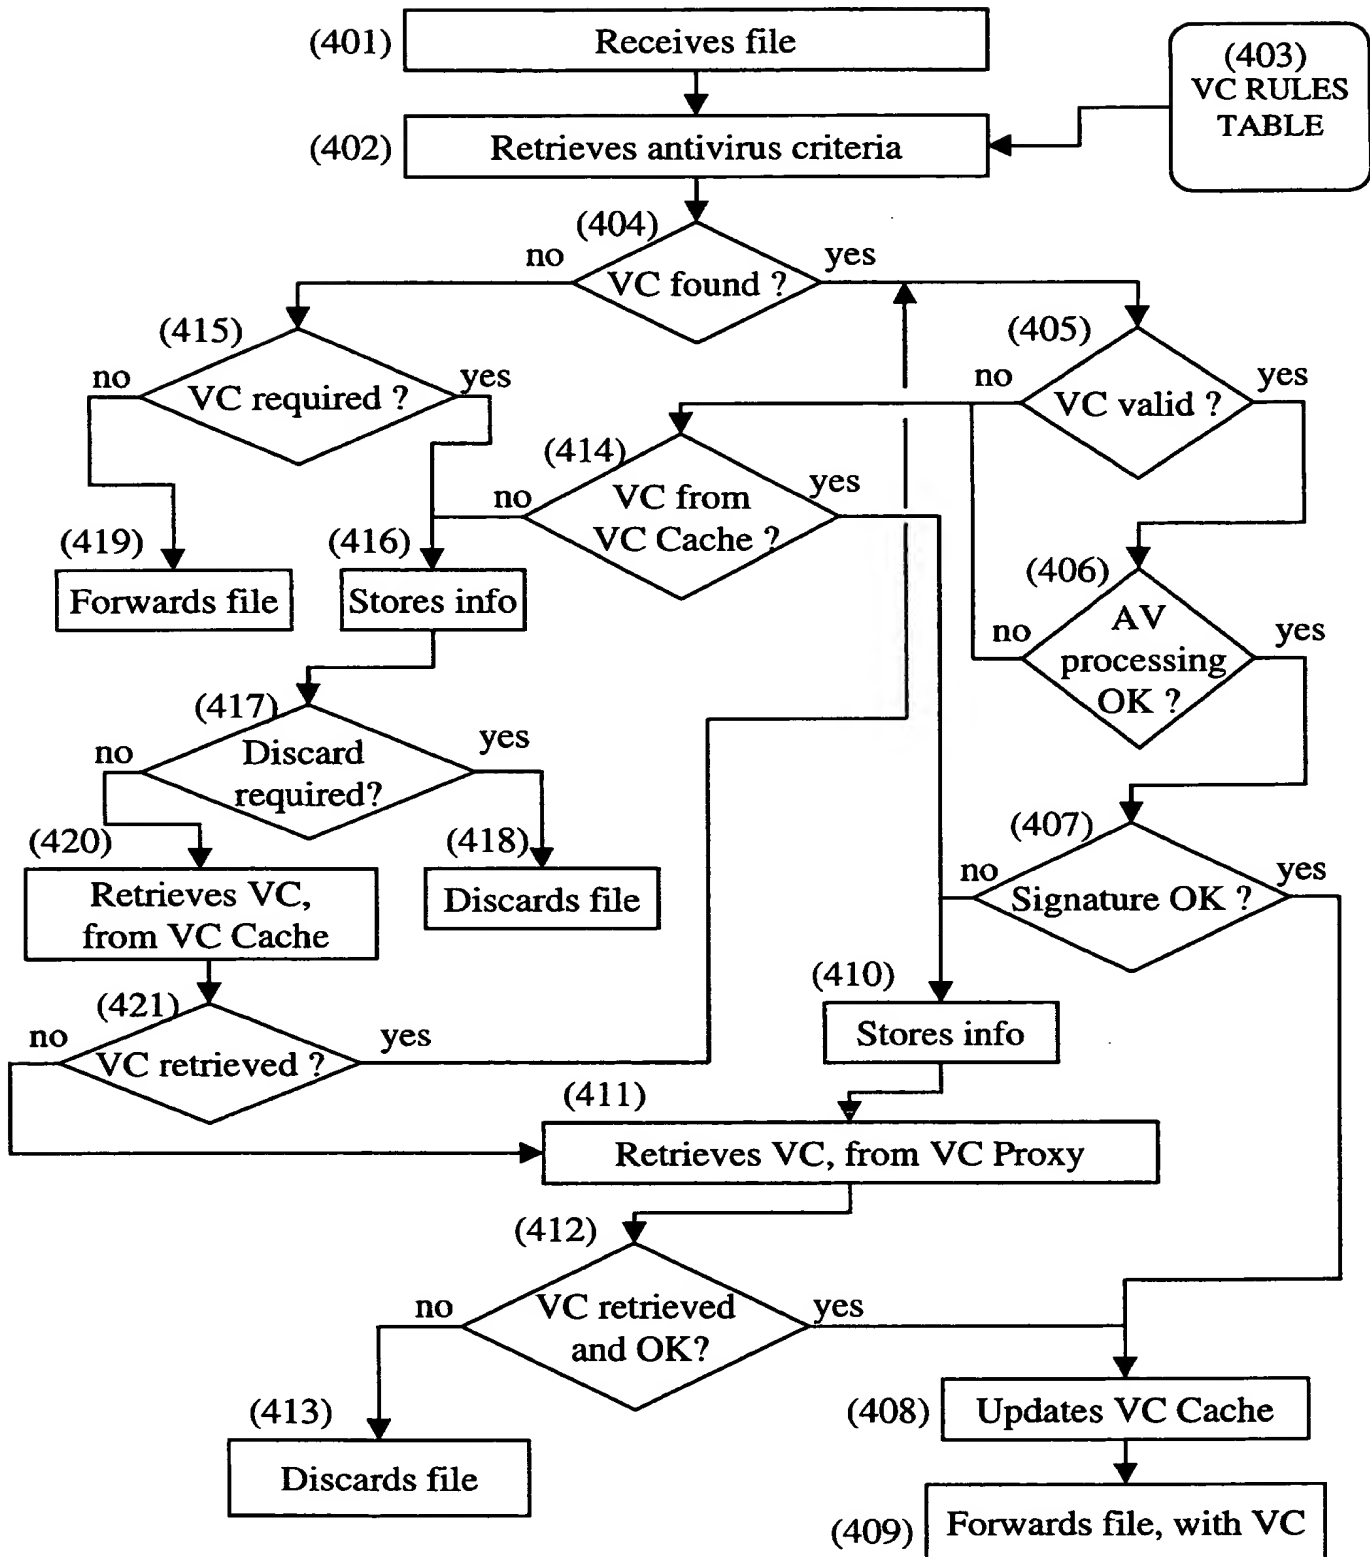 (401)
Receives file
(403)
VC RULES
TABLE
(402)
Retrieves antivirus criteria
(404)
no
yes
VC found ?
(415)
(405)
no
VC required ?
yes
no
VC valid ?
yes
(414)
no
VC from
VC Cache ?
yes
(419)
Forwards file
(416)
Stores info
(406)
no
AV
processing
OK ?
yes
(417)
no
Discard
required?
yes
(420)
Retrieves VC,
from VC Cache
(418)
Discards file
(407)
no
Signature OK ?
yes
(421)
no
VC retrieved ?
yes
(410)
Stores info
(411)
Retrieves VC, from VC Proxy
(412)
no
VC retrieved
and OK?
yes
(413)
Discards file
(408)
Updates VC Cache
(409)
Forwards file, with VC